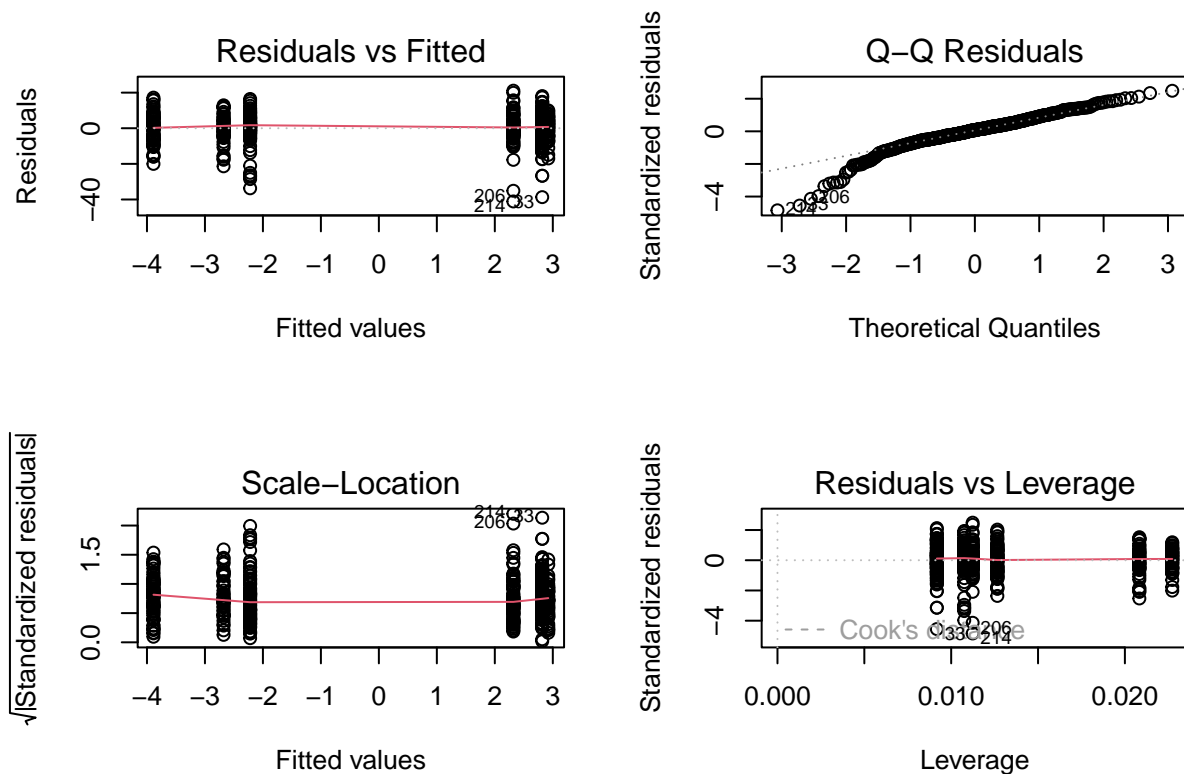 Residuals vs Fitted
Residuals
0
−40
206
214
33
−4 −3 −2 −1 0 1 2 3
Fitted values
Q−Q Residuals
Standardized residuals
0
−4
206
33
214
−3 −2 −1 0 1 2 3
Theoretical Quantiles
Scale−Location
√|Standardized residuals|
1.5
0.0
214
33
206
−4 −3 −2 −1 0 1 2 3
Fitted values
Residuals vs Leverage
Standardized residuals
0
−4
Cook's distance
206
33
214
0.000 0.010 0.020
Leverage